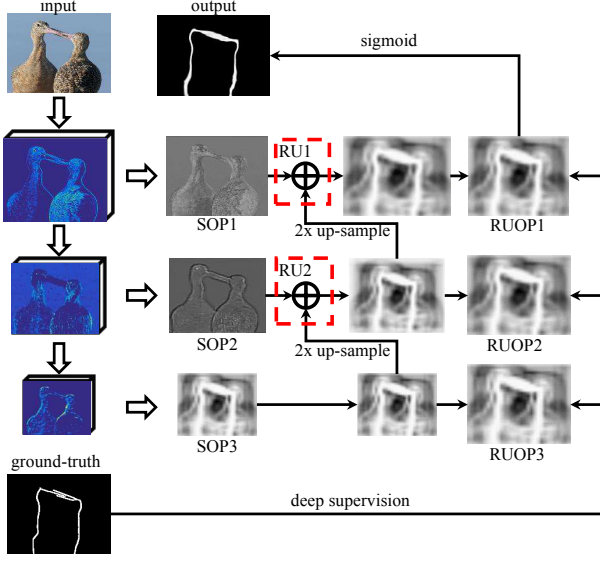 input
output
sigmoid
RU1
SOP1
2x up-sample
RUOP1
RU2
SOP2
2x up-sample
RUOP2
SOP3
RUOP3
ground-truth
deep supervision